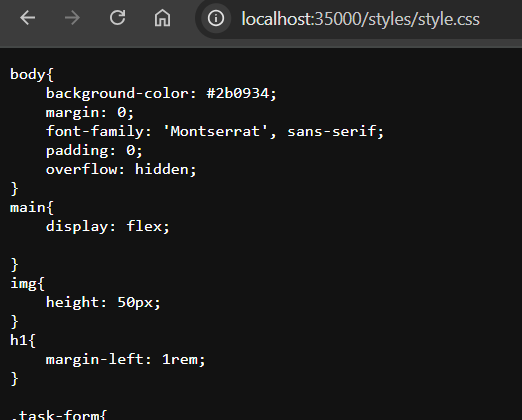 localhost:35000/styles/style.css
body{
    background-color: #2b0934;
    margin: 0;
    font-family: 'Montserrat', sans-serif;
    padding: 0;
    overflow: hidden;
}
main{
    display: flex;

}
img{
    height: 50px;
}
h1{
    margin-left: 1rem;
}

.task-form{